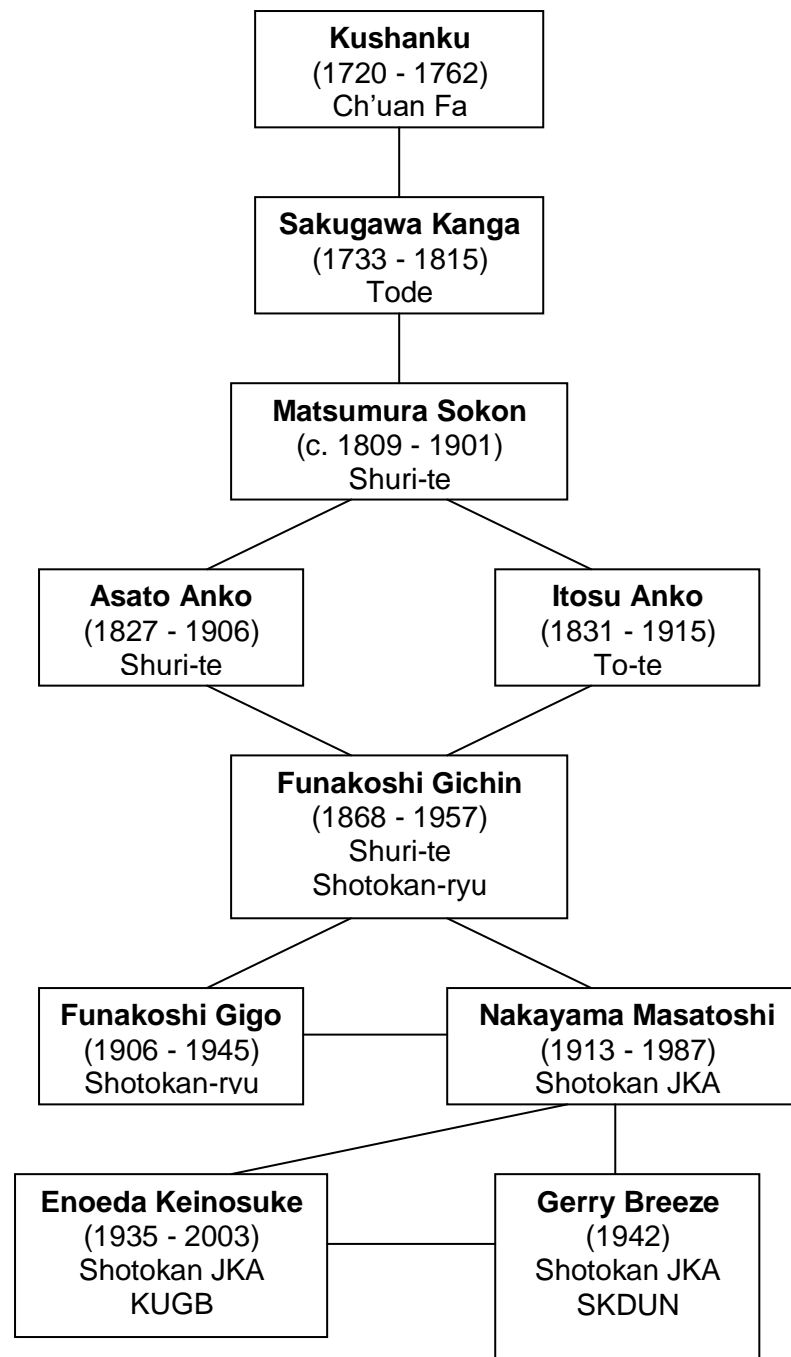 Kushanku
(1720 - 1762)
Ch'uan Fa
Sakugawa Kanga
(1733 - 1815)
Tode
Matsumura Sokon
(c. 1809 - 1901)
Shuri-te
Asato Anko
(1827 - 1906)
Shuri-te
Itosu Anko
(1831 - 1915)
To-te
Funakoshi Gichin
(1868 - 1957)
Shuri-te
Shotokan-ryu
Funakoshi Gigo
(1906 - 1945)
Shotokan-ryu
Nakayama Masatoshi
(1913 - 1987)
Shotokan JKA
Enoeda Keinosuke
(1935 - 2003)
Shotokan JKA
KUGB
Gerry Breeze
(1942)
Shotokan JKA
SKDUN